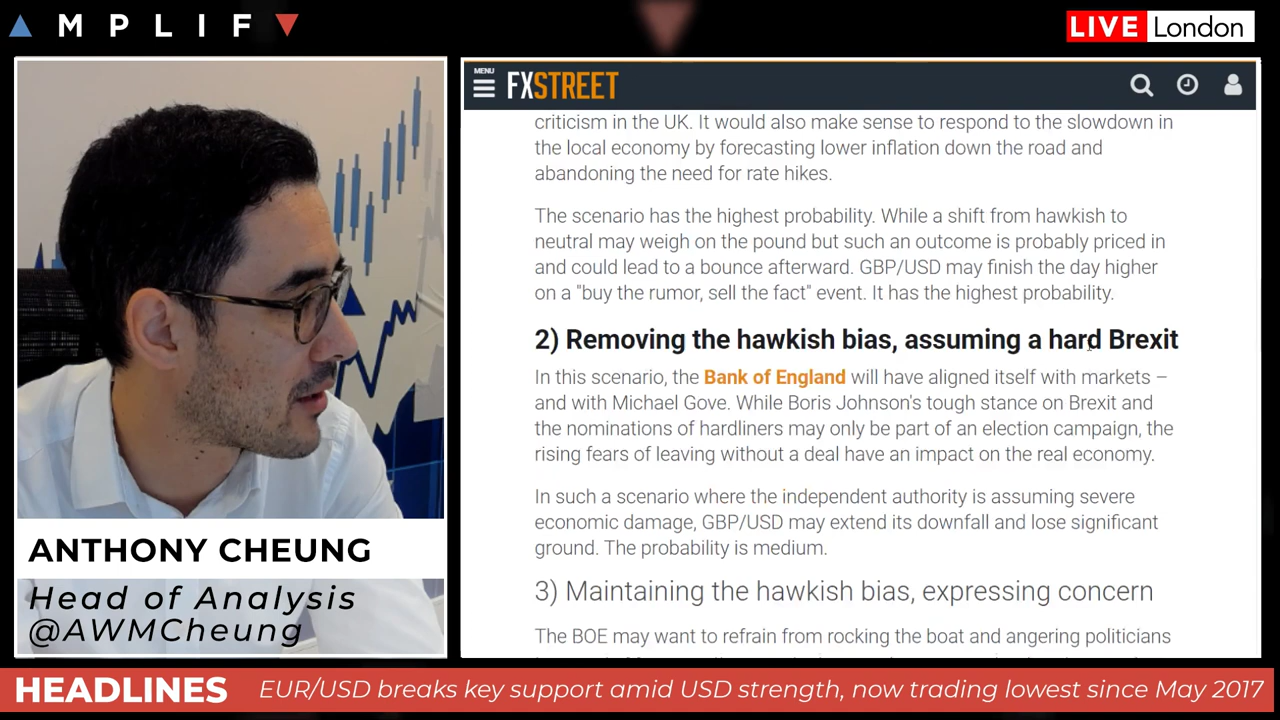 AMPLIFY
LIVE London
MENU
FXSTREET
criticism in the UK. It would also make sense to respond to the slowdown in
the local economy by forecasting lower inflation down the road and
abandoning the need for rate hikes.
The scenario has the highest probability. While a shift from hawkish to
neutral may weigh on the pound but such an outcome is probably priced in
and could lead to a bounce afterward. GBP/USD may finish the day higher
on a "buy the rumor, sell the fact" event. It has the highest probability.
2) Removing the hawkish bias, assuming a hard Brexit
In this scenario, the Bank of England will have aligned itself with markets –
and with Michael Gove. While Boris Johnson's tough stance on Brexit and
the nominations of hardliners may only be part of an election campaign, the
rising fears of leaving without a deal have an impact on the real economy.
In such a scenario where the independent authority is assuming severe
economic damage, GBP/USD may extend its downfall and lose significant
ground. The probability is medium.
3) Maintaining the hawkish bias, expressing concern
The BOE may want to refrain from rocking the boat and angering politicians
ANTHONY CHEUNG
Head of Analysis
@AWMCheung
HEADLINES EUR/USD breaks key support amid USD strength, now trading lowest since May 2017